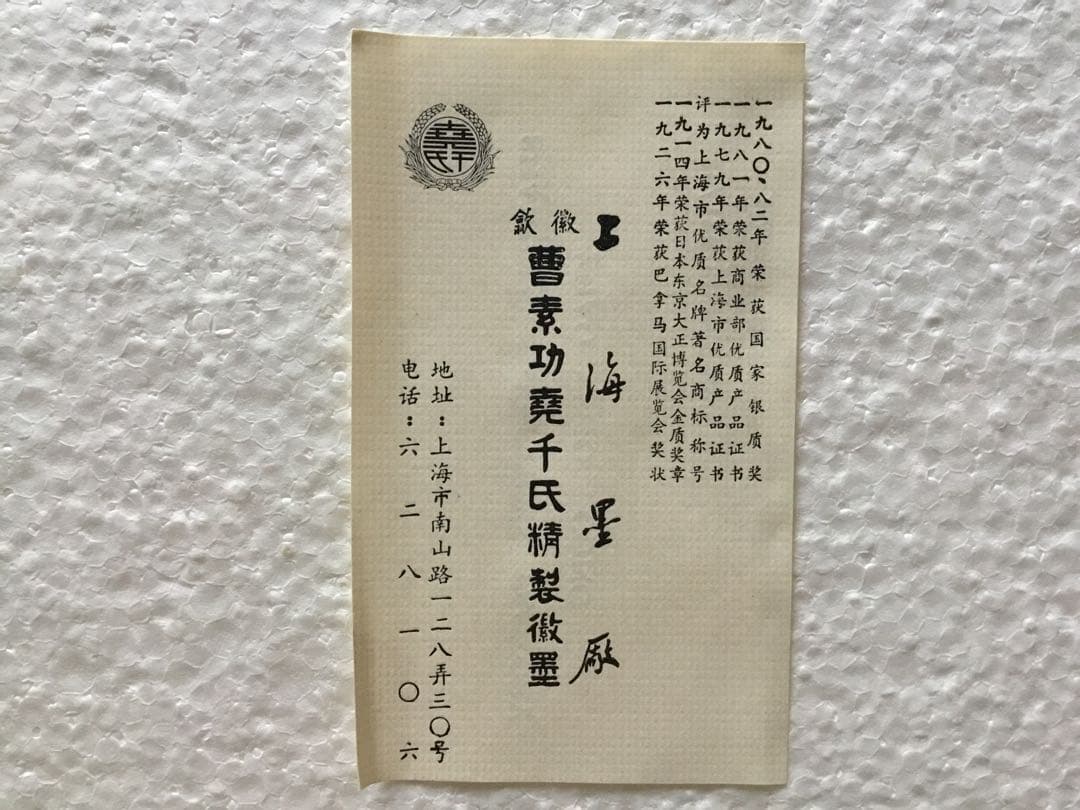 一九八〇、八二年荣获国家银质奖
一九八一年荣获商业部优质产品证书
一九七九年荣获上海市优质产品证书
评为上海市优质名牌著名商标称号
一九一四年荣获日本东京大正博览会金质奖章
一九二六年荣获巴拿马国际展览会奖状
上海墨厰
徽歙
曹素功堯千氏精製徽墨
地址：上海市南山路一二八弄三〇号
电话：六二八一〇六
堯千氏